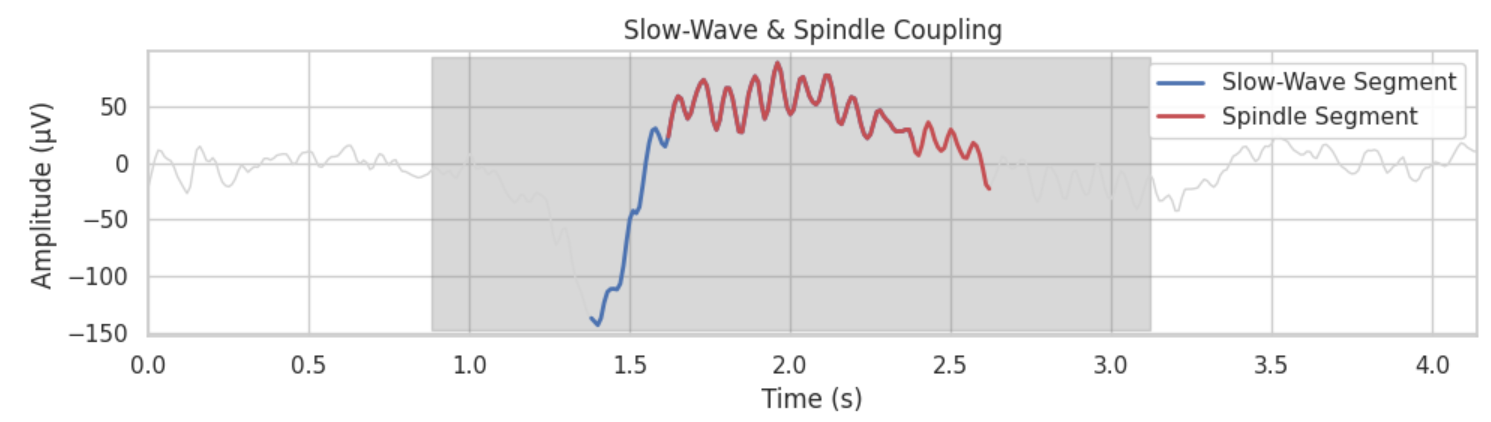 Slow-Wave & Spindle Coupling
Slow-Wave Segment
Spindle Segment
Amplitude (μV)
50
0
−50
−100
−150
0.0 0.5 1.0 1.5 2.0 2.5 3.0 3.5 4.0
Time (s)